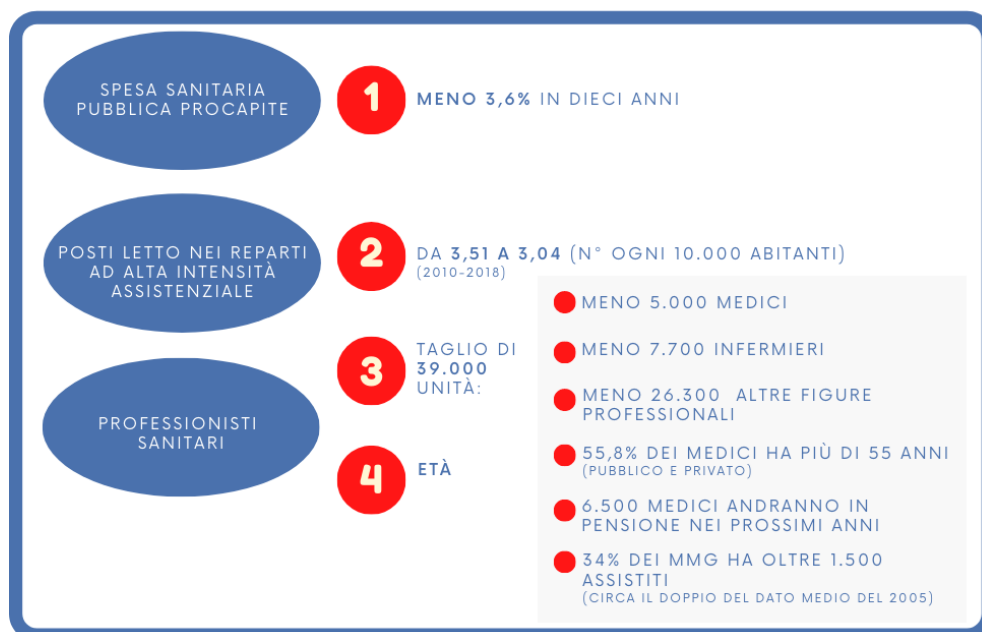 SPESA SANITARIA
PUBBLICA PROCAPITE
1
MENO 3,6% IN DIECI ANNI
POSTI LETTO NEI REPARTI
AD ALTA INTENSITÀ
ASSISTENZIALE
2
DA 3,51 A 3,04 (N° OGNI 10.000 ABITANTI)
(2010-2018)
PROFESSIONISTI
SANITARI
3
TAGLIO DI
39.000
UNITÀ:
MENO 5.000 MEDICI
MENO 7.700 INFERMIERI
MENO 26.300 ALTRE FIGURE
PROFESSIONALI
4
ETÀ
55,8% DEI MEDICI HA PIÙ DI 55 ANNI
(PUBBLICO E PRIVATO)
6.500 MEDICI ANDRANNO IN
PENSIONE NEI PROSSIMI ANNI
34% DEI MMG HA OLTRE 1.500
ASSISTITI
(CIRCA IL DOPPIO DEL DATO MEDIO DEL 2005)